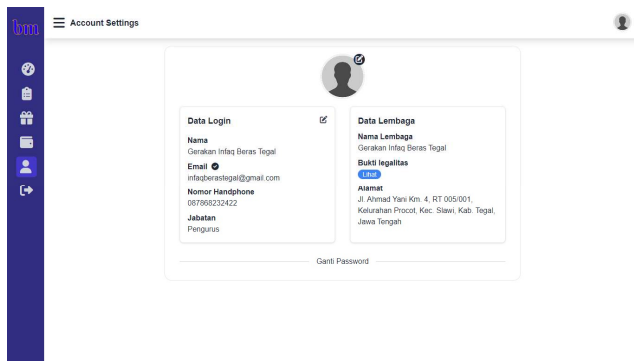 bm
Account Settings
Data Login
Nama
Gerakan Infaq Beras Tegal
Email
infaqberastegal@gmail.com
Nomor Handphone
087868232422
Jabatan
Pengurus
Data Lembaga
Nama Lembaga
Gerakan Infaq Beras Tegal
Bukti legalitas
Lihat
Alamat
Jl. Ahmad Yani Km. 4, RT 005/001,
Kelurahan Procot, Kec. Slawi, Kab. Tegal,
Jawa Tengah
Ganti Password